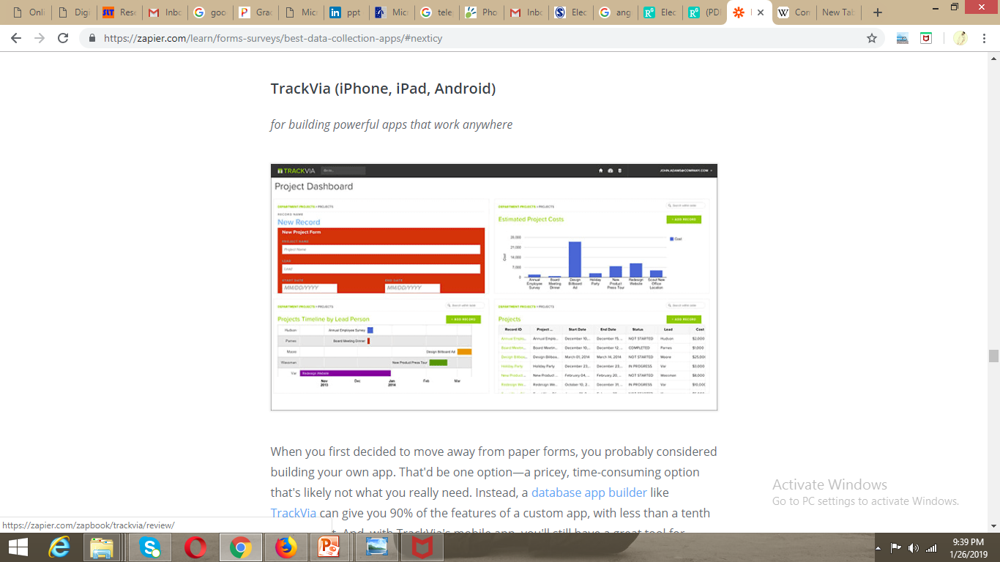 Onli
Digi
Rese
Inbo
goo
Grac
Mic
ppt
Mic
tele
Pho
Inbo
Elec
ang
Elec
(PD
Con
New Tab
https://zapier.com/learn/forms-surveys/best-data-collection-apps/#nexticy
TrackVia (iPhone, iPad, Android)
for building powerful apps that work anywhere
TRACKVIA
JOHN.ADAMS@COMPANY.COM
Project Dashboard
DEPARTMENT PROJECTS > PROJECTS
RECORD NAME
New Record
New Project Form
PROJECT NAME
Project Name
LEAD
Lead
START DATE END DATE
MM/DD/YYYY MM/DD/YYYY
DEPARTMENT PROJECTS > PROJECTS
Search within table
Estimated Project Costs
+ ADD RECORD
Cost
28,000
21,000
14,000
7,000
0
Cost
Annual Employee Survey
Board Meeting Dinner
Design Billboard Ad
Holiday Party
New Product Press Tour
Redesign Website
Scout New Office Location
DEPARTMENT PROJECTS > PROJECTS
Search within table
Projects Timeline by Lead Person
+ ADD RECORD
Hudson Annual Employee Survey
Parnes Board Meeting Dinner
Moore Design Billboard Ad
Wassman New Product Press Tour
Var Redesign Website
Nov 2013 Dec Jan 2014 Feb Mar
DEPARTMENT PROJECTS > PROJECTS
Search within table
Projects
+ ADD RECORD
Record ID Project ... Start Date End Date Status Lead Cost
Annual Emplo... Annual Emplo... December 10,... December 15,... NOT STARTED Hudson $2,000
Board Meetin... Board Meetin... December 10,... December 12,... COMPLETED Parnes $1,000
Design Billboa... Design Billboa... March 01, 2014 March 14, 2014 NOT STARTED Moore $25,00
Holiday Party Holiday Party December 23,... December 23,... IN PROGRESS Var $3,000
New Product... New Product ... February 04,... February 20,... NOT STARTED Wassman $8,000
Redesign We... Redesign We... October 10, 2... December 31,... IN PROGRESS Var $10,00
When you first decided to move away from paper forms, you probably considered
building your own app. That'd be one option—a pricey, time-consuming option
that's likely not what you really need. Instead, a database app builder like
TrackVia can give you 90% of the features of a custom app, with less than a tenth
Activate Windows
Go to PC settings to activate Windows.
https://zapier.com/zapbook/trackvia/review/
t. And, with TrackVia's mobile app, you'll still have a great tool for
9:39 PM
1/26/2019